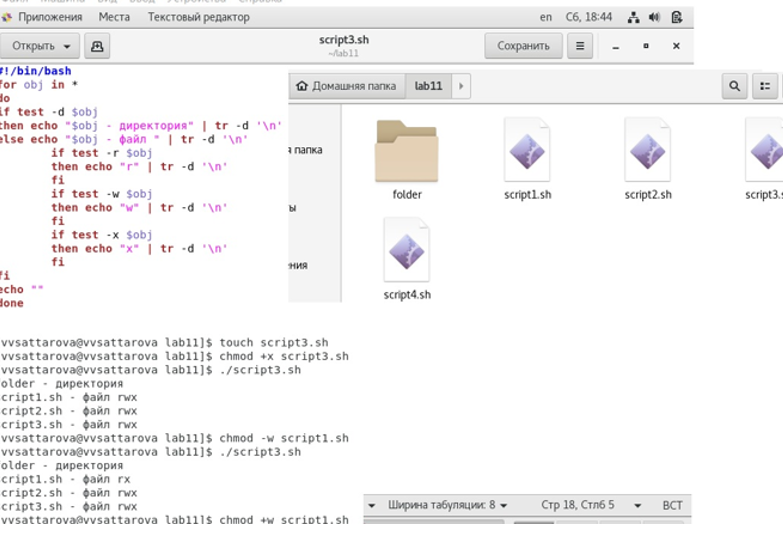 Приложения Места Текстовый редактор en Сб, 18:44
Открыть script3.sh Сохранить
~/lab11
#!/bin/bash
for obj in *
do
if test -d $obj
then echo "$obj - директория" | tr -d '\n'
else echo "$obj - файл " | tr -d '\n'
if test -r $obj
then echo "r" | tr -d '\n'
fi
if test -w $obj
then echo "w" | tr -d '\n'
fi
if test -x $obj
then echo "x" | tr -d '\n'
fi
fi
echo ""
done
Домашняя папка lab11
я папка
ты
ения
folder script1.sh script2.sh script3.s
script4.sh
vvsattarova@vvsattarova lab11]$ touch script3.sh
vvsattarova@vvsattarova lab11]$ chmod +x script3.sh
vvsattarova@vvsattarova lab11]$ ./script3.sh
folder - директория
script1.sh - файл rwx
script2.sh - файл rwx
script3.sh - файл rwx
vvsattarova@vvsattarova lab11]$ chmod -w script1.sh
vvsattarova@vvsattarova lab11]$ ./script3.sh
folder - директория
script1.sh - файл rx
script2.sh - файл rwx
script3.sh - файл rwx
vvsattarova@vvsattarova lab11]$ chmod +w script1.sh
Ширина табуляции: 8 Стр 18, Стлб 5 ВСТ